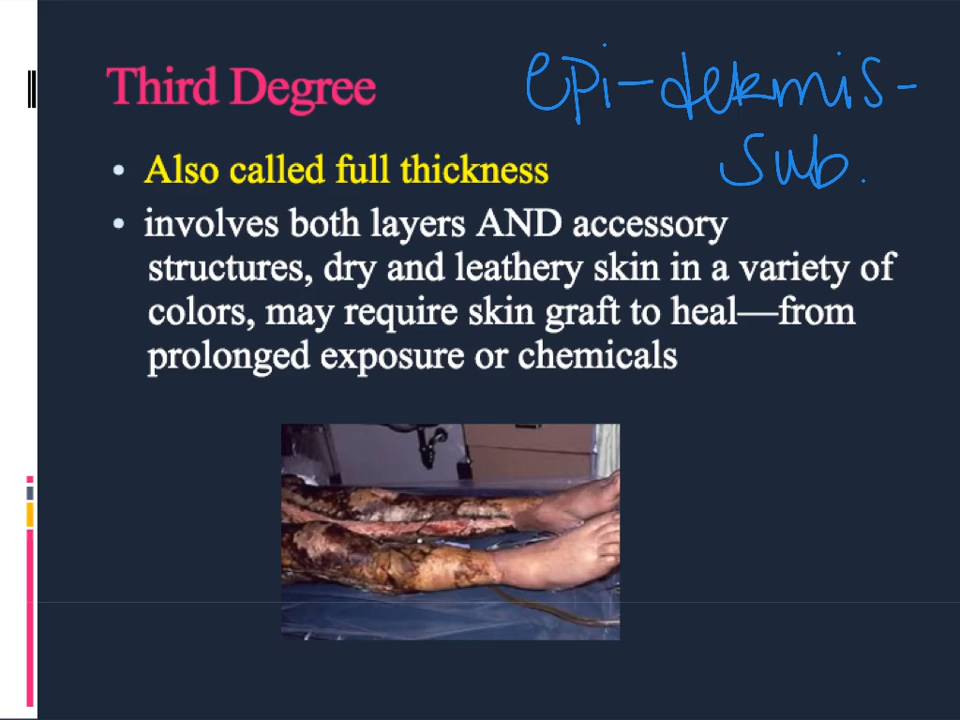 Third Degree
epi-dermis-
sub.
• Also called full thickness
• involves both layers AND accessory
structures, dry and leathery skin in a variety of
colors, may require skin graft to heal—from
prolonged exposure or chemicals